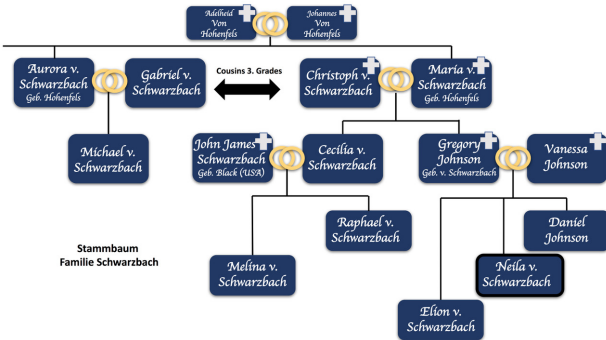 Adelheid
Von
Hohenfels
Johannes
Von
Hohenfels
Aurora v.
Schwarzbach
Geb. Hohenfels
Gabriel v.
Schwarzbach
Cousins 3. Grades
Christoph v.
Schwarzbach
Maria v.
Schwarzbach
Geb. Hohenfels
Michael v.
Schwarzbach
John James
Schwarzbach
Geb. Black (USA)
Cecilia v.
Schwarzbach
Gregory
Johnson
Geb. v. Schwarzbach
Vanessa
Johnson
Raphael v.
Schwarzbach
Daniel
Johnson
Stammbaum
Familie Schwarzbach
Melina v.
Schwarzbach
Neila v.
Schwarzbach
Elion v.
Schwarzbach